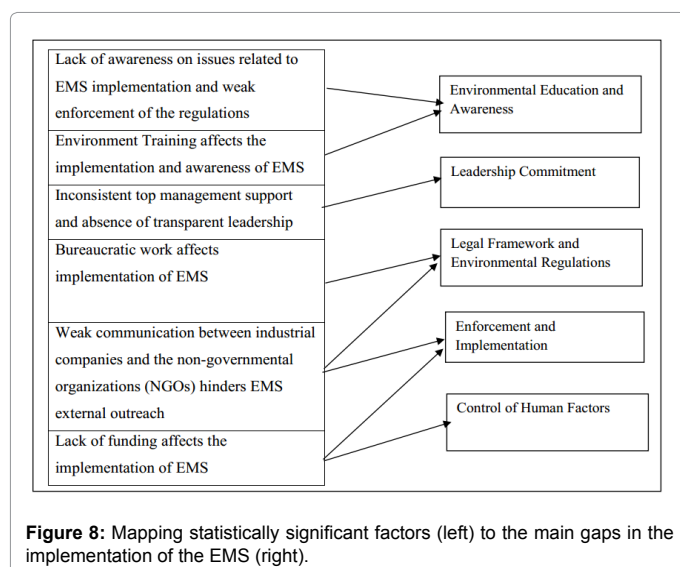 Lack of awareness on issues related to
EMS implementation and weak
enforcement of the regulations
Environment Training affects the
implementation and awareness of EMS
Inconsistent top management support
and absence of transparent leadership
Bureaucratic work affects
implementation of EMS
Weak communication between industrial
companies and the non-governmental
organizations (NGOs) hinders EMS
external outreach
Lack of funding affects the
implementation of EMS
Environmental Education and
Awareness
Leadership Commitment
Legal Framework and
Environmental Regulations
Enforcement and
Implementation
Control of Human Factors
Figure 8: Mapping statistically significant factors (left) to the main gaps in the
implementation of the EMS (right).